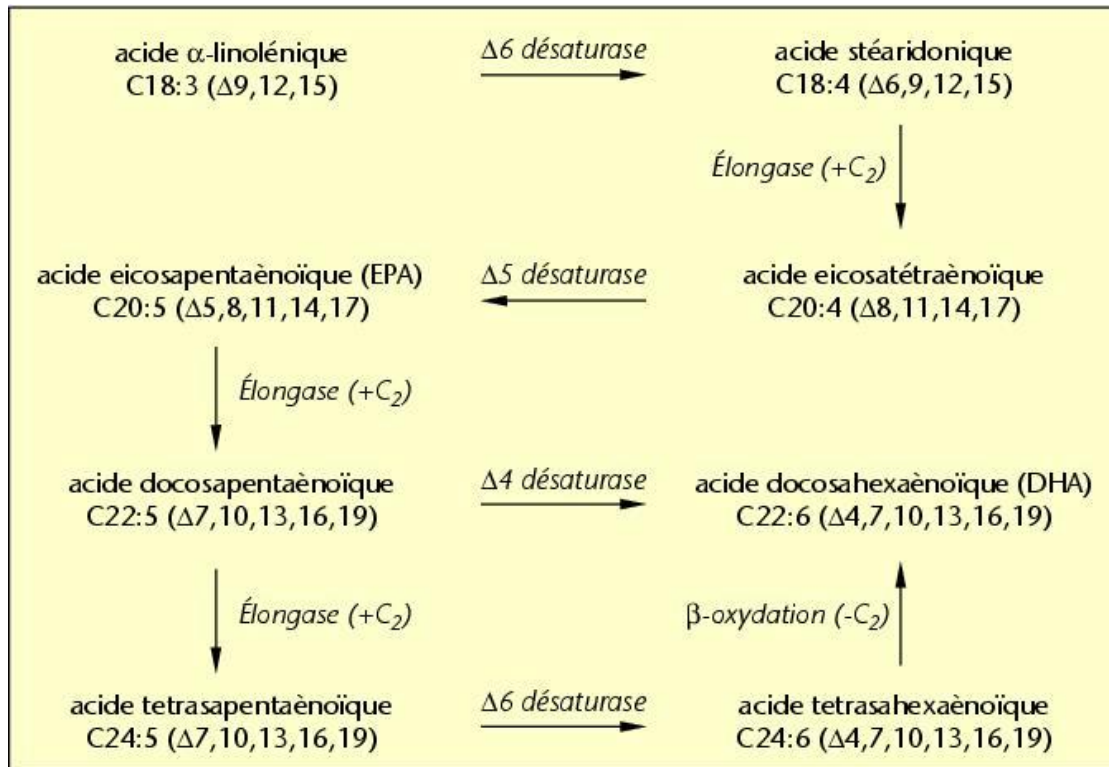 acide α-linolénique
C18:3 (Δ9,12,15)
Δ6 désaturase
acide stéaridonique
C18:4 (Δ6,9,12,15)
Élongase (+C₂)
acide eicosapentaènoïque (EPA)
C20:5 (Δ5,8,11,14,17)
Δ5 désaturase
acide eicosatétraènoïque
C20:4 (Δ8,11,14,17)
Élongase (+C₂)
acide docosapentaènoïque
C22:5 (Δ7,10,13,16,19)
Δ4 désaturase
acide docosahexaènoïque (DHA)
C22:6 (Δ4,7,10,13,16,19)
Élongase (+C₂)
β-oxydation (-C₂)
acide tetrasapentaènoïque
C24:5 (Δ7,10,13,16,19)
Δ6 désaturase
acide tetrasahexaènoïque
C24:6 (Δ4,7,10,13,16,19)